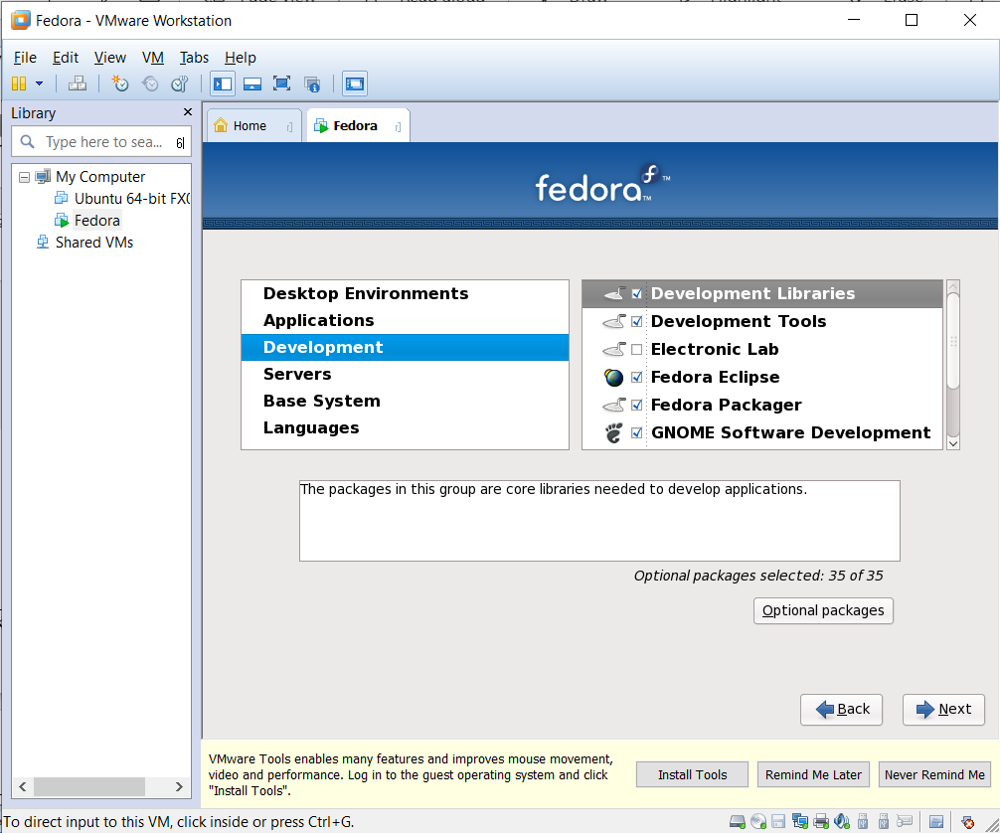 Fedora - VMware Workstation
File Edit View VM Tabs Help
Library
Type here to sea...
My Computer
Ubuntu 64-bit FX
Fedora
Shared VMs
Home
Fedora
fedora™
Desktop Environments
Applications
Development
Servers
Base System
Languages
Development Libraries
Development Tools
Electronic Lab
Fedora Eclipse
Fedora Packager
GNOME Software Development
The packages in this group are core libraries needed to develop applications.
Optional packages selected: 35 of 35
Optional packages
Back
Next
VMware Tools enables many features and improves mouse movement,
video and performance. Log in to the guest operating system and click
"Install Tools".
Install Tools
Remind Me Later
Never Remind Me
To direct input to this VM, click inside or press Ctrl+G.